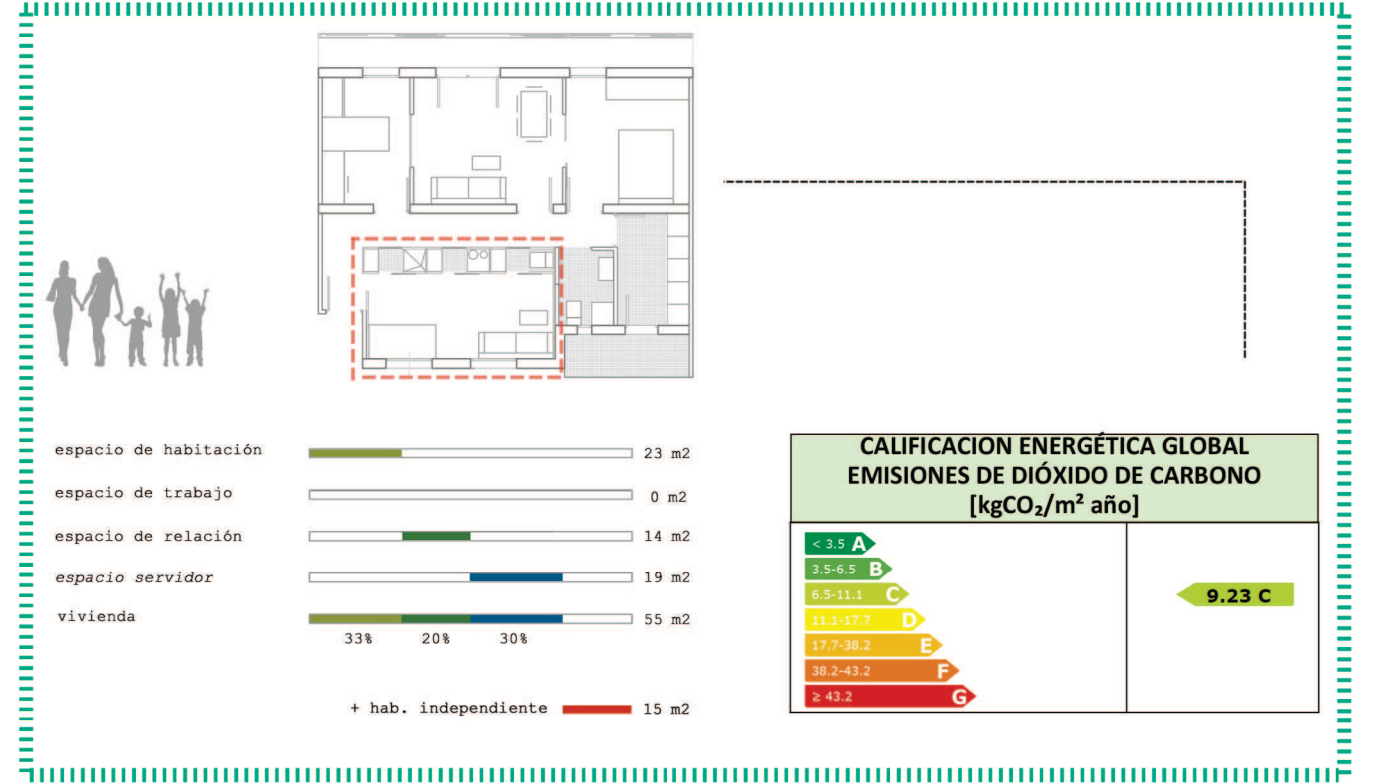 espacio de habitación 23 m2
espacio de trabajo 0 m2
espacio de relación 14 m2
espacio servidor 19 m2
vivienda 55 m2
33% 20% 30%
+ hab. independiente 15 m2
CALIFICACION ENERGÉTICA GLOBAL
EMISIONES DE DIÓXIDO DE CARBONO
[kgCO₂/m² año]
< 3.5 A
3.5-6.5 B
6.5-11.1 C
9.23 C
11.1-17.7 D
17.7-38.2 E
38.2-43.2 F
≥ 43.2 G